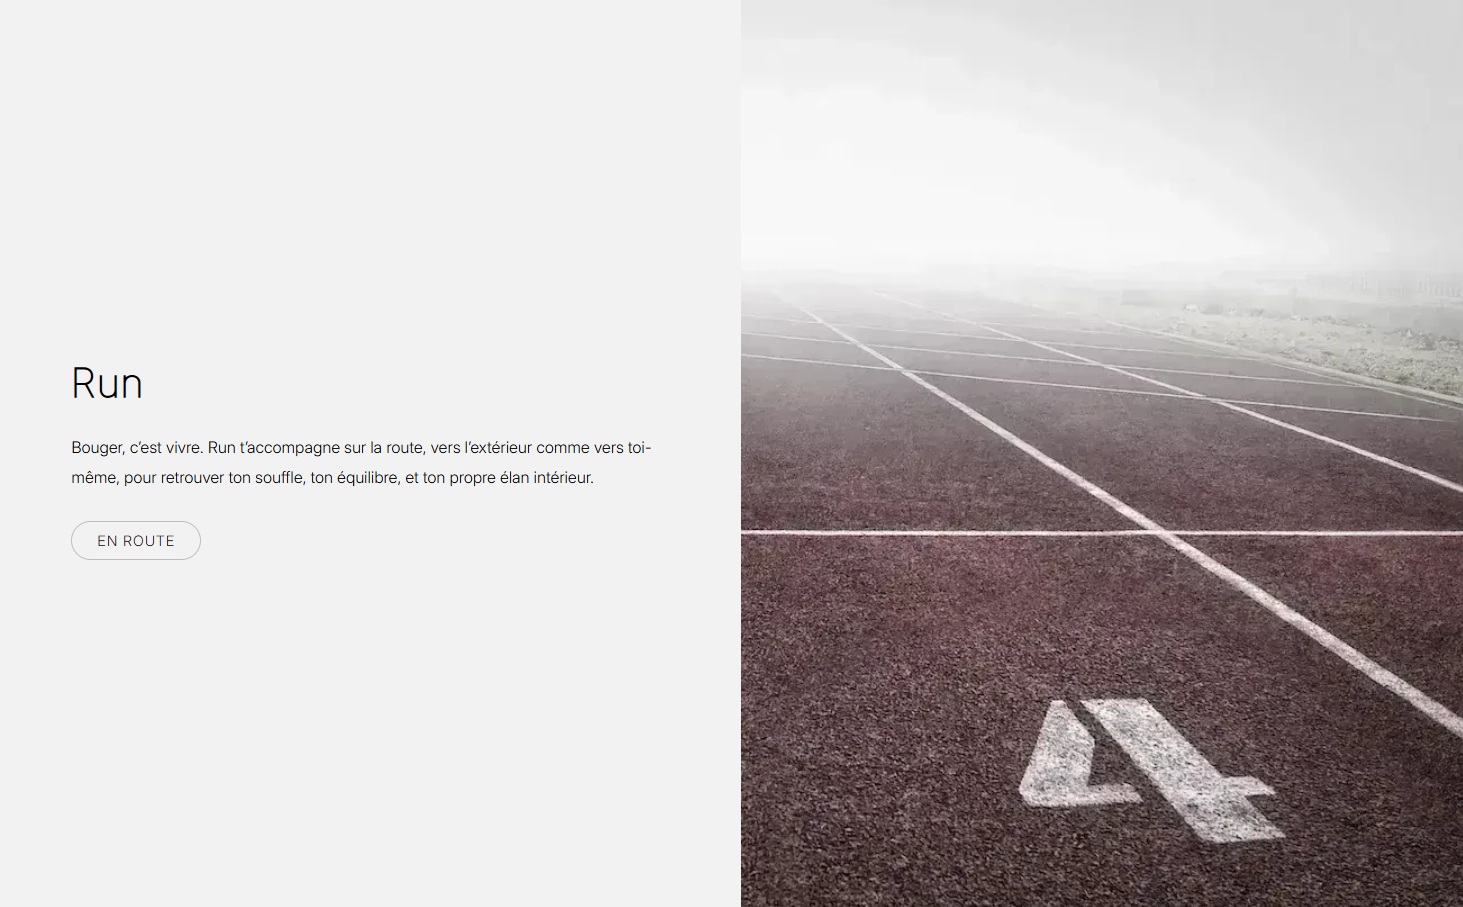 Run
Bouger, c’est vivre. Run t’accompagne sur la route, vers l’extérieur comme vers toi-
même, pour retrouver ton souffle, ton équilibre, et ton propre élan intérieur.
EN ROUTE
4